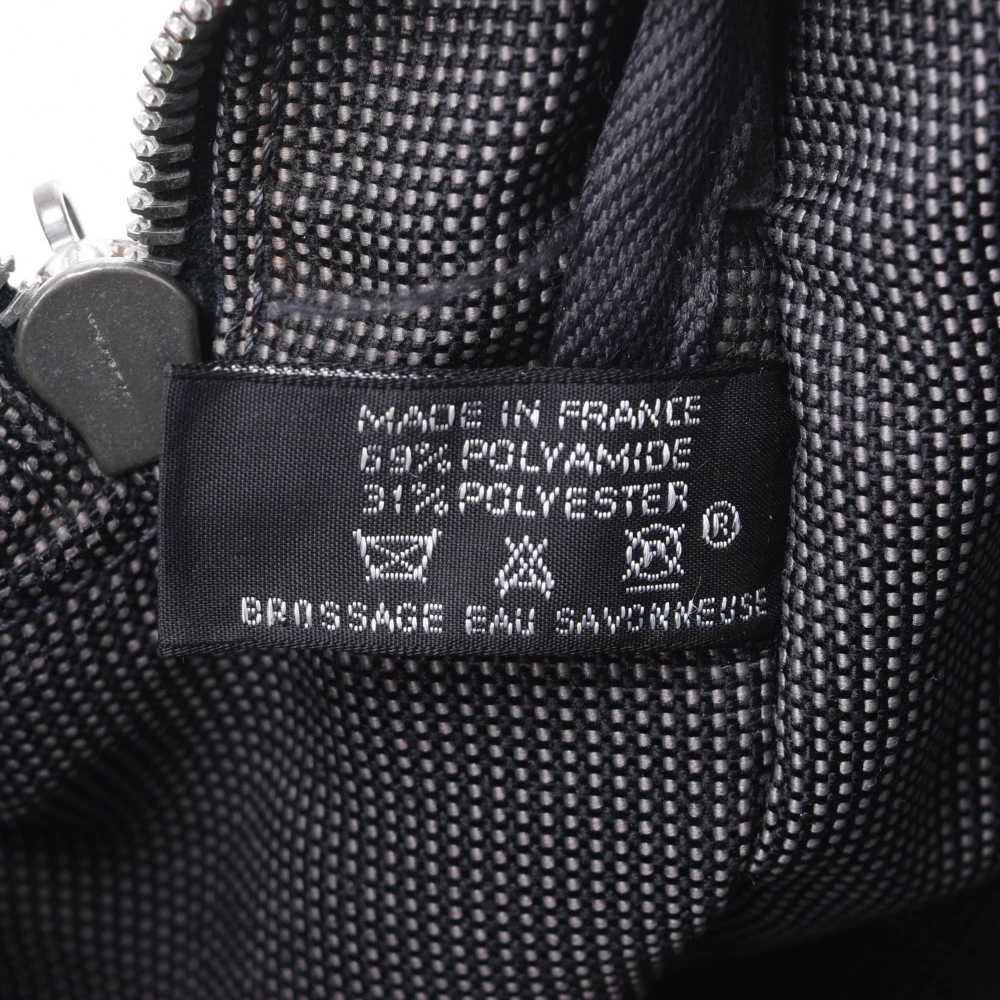 MADE IN FRANCE
69% POLYAMIDE
31% POLYESTER
P ®
BROSSAGE EAU SAVONNEUSE